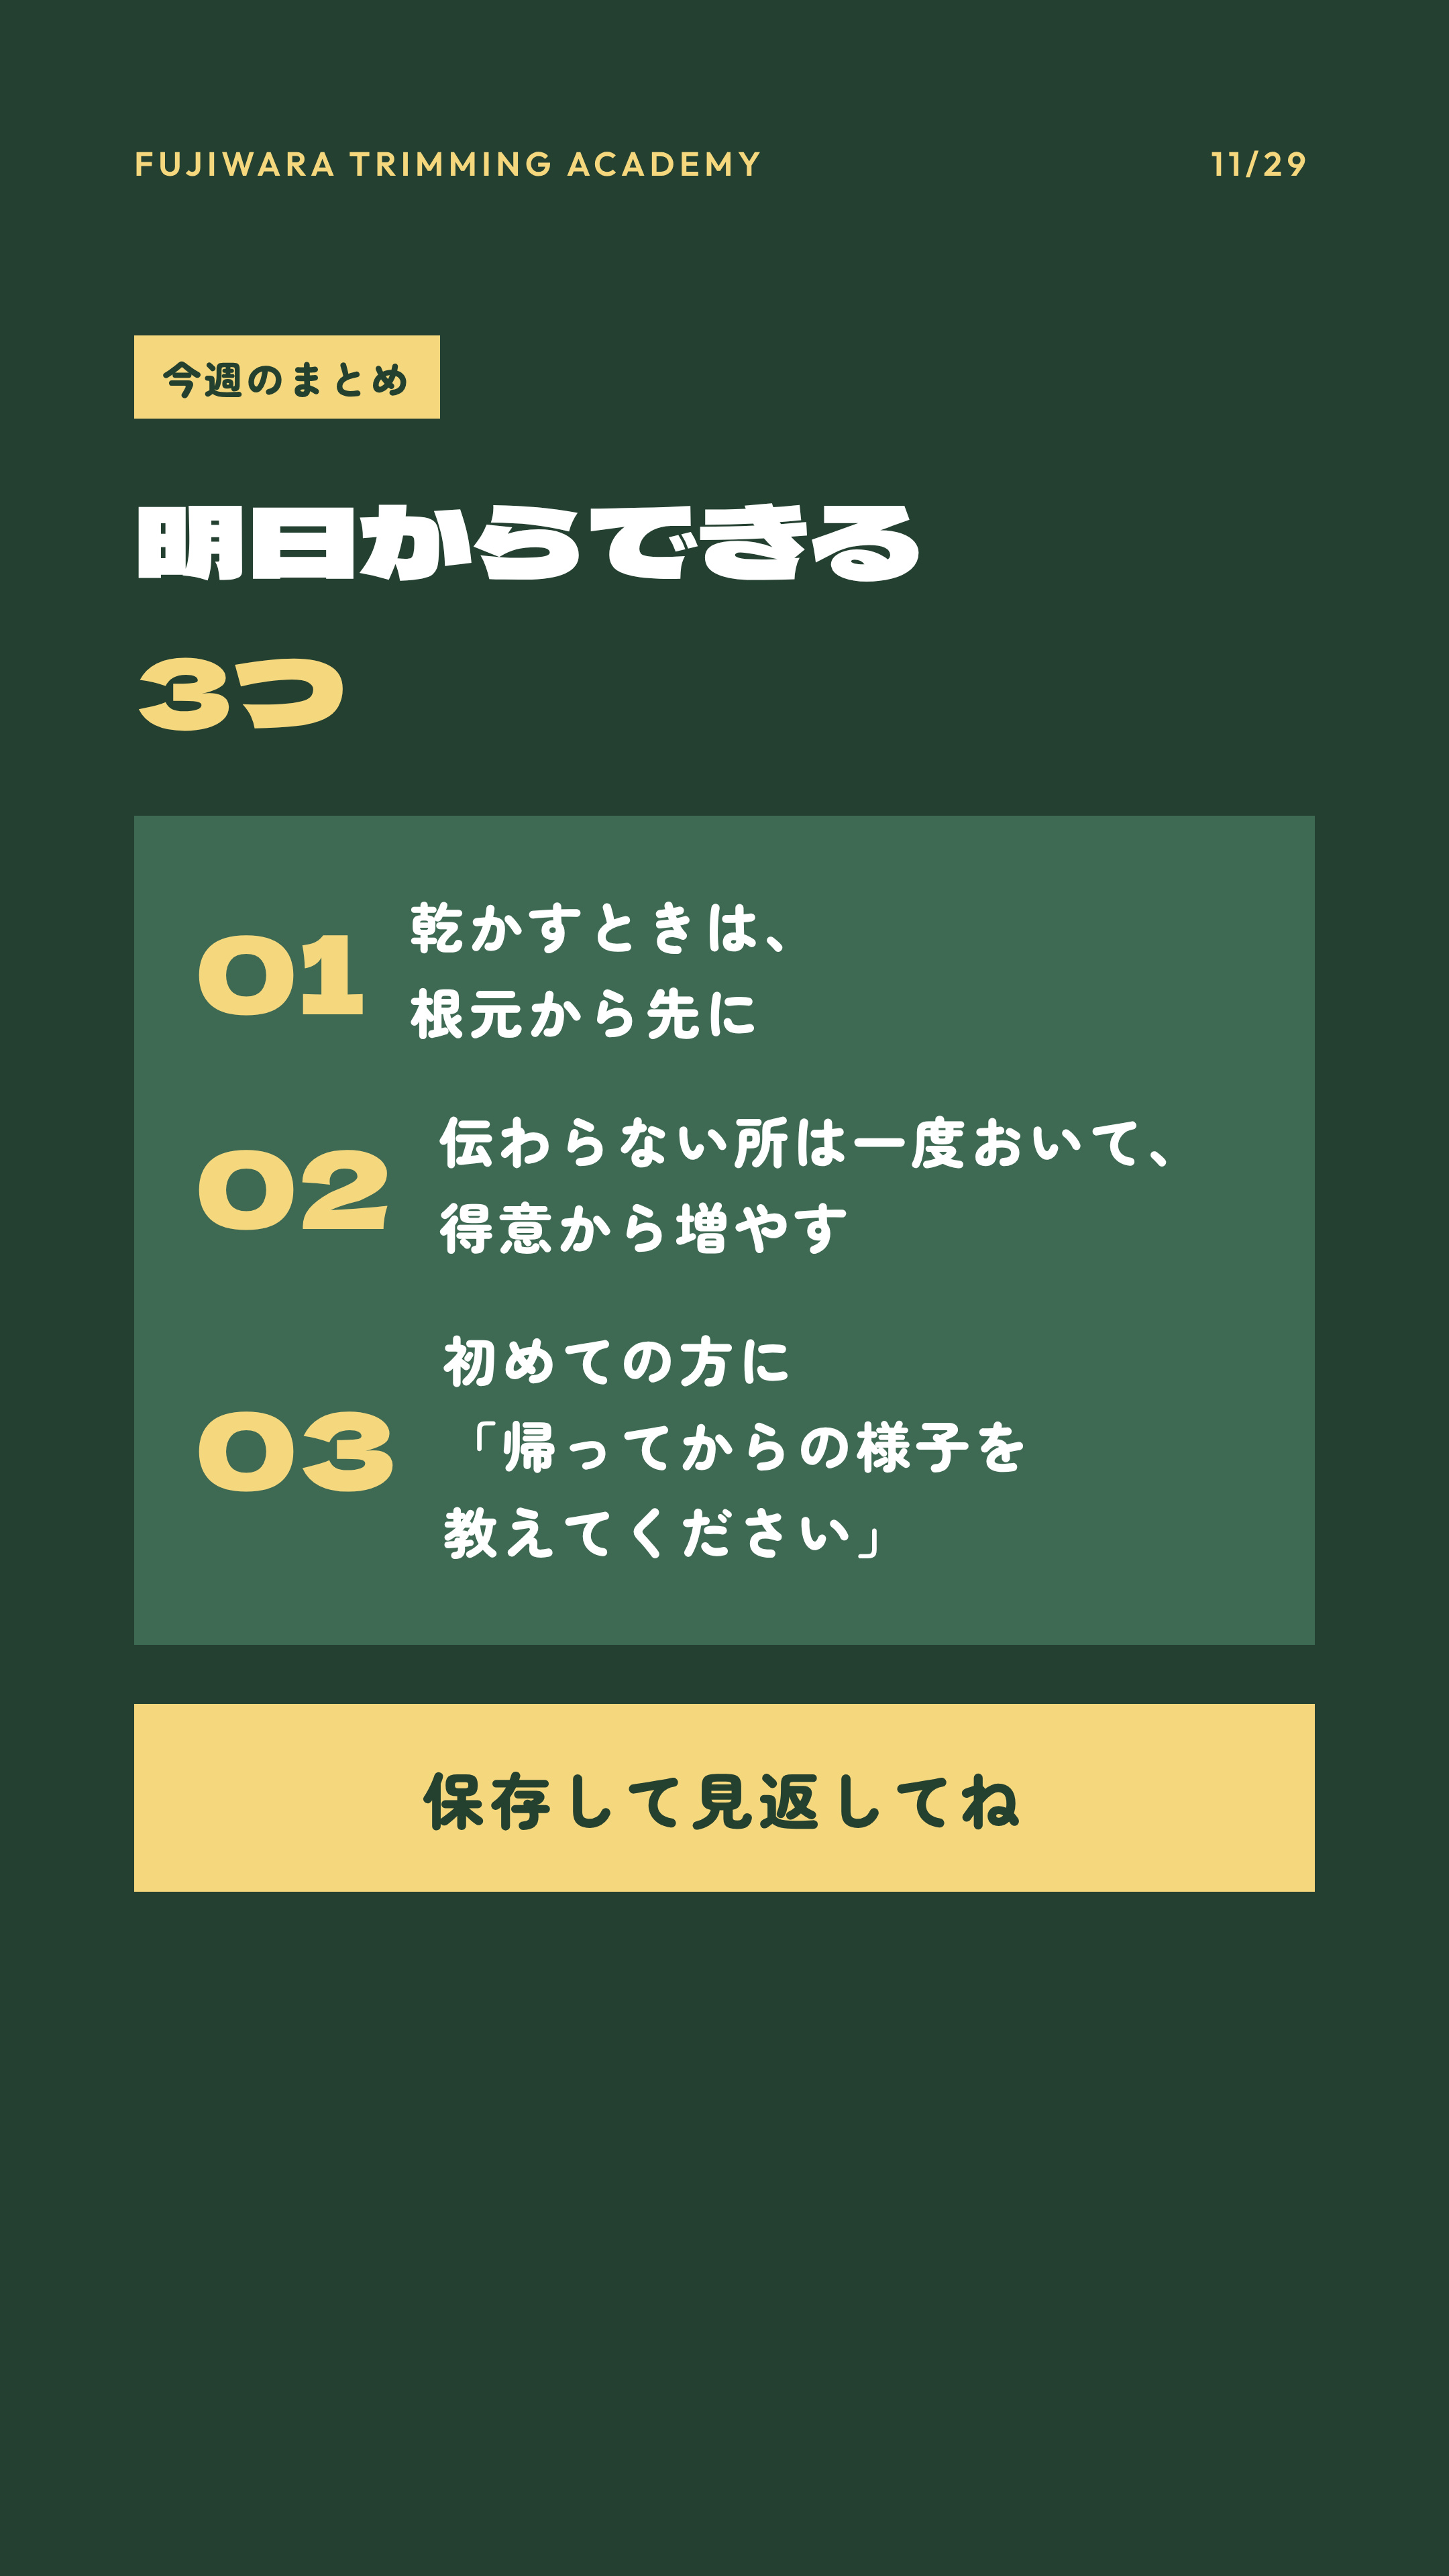 FUJIWARA TRIMMING ACADEMY
11/29
今週のまとめ
明日からできる
3つ
01
乾かすときは、
根元から先に
02
伝わらない所は一度おいて、
得意から増やす
03
初めての方に
「帰ってからの様子を
教えてください」
保存して見返してね